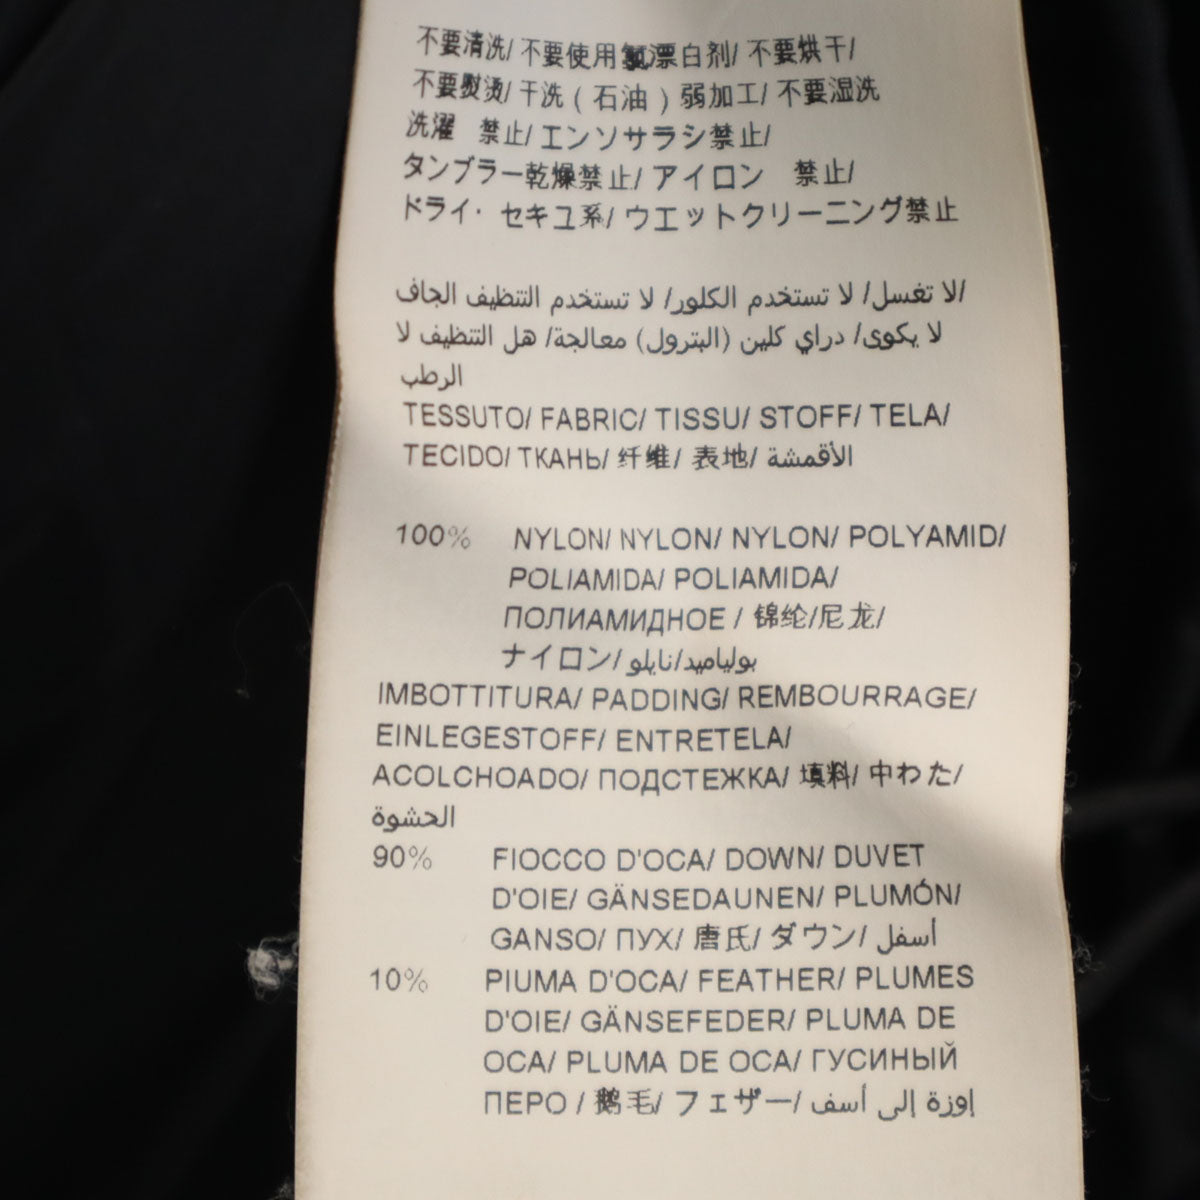 不要清洗/ 不要使用氯漂白剂/ 不要烘干/
不要熨烫/ 干洗 ( 石油 ) 弱加工/ 不要湿洗
洗濯 禁止/ エンソサラシ禁止/
タンブラー乾燥禁止/ アイロン 禁止/
ドライ・ セキユ系/ ウエットクリーニング禁止
لا تغسل/ لا تستخدم الكلور/ لا تستخدم التنظيف الجاف/
لا يكوى/ دراي كلين (البترول) معالجة/ هل التنظيف لا
الرطب
TESSUTO/ FABRIC/ TISSU/ STOFF/ TELA/
TECIDO/ ТКАНЬ/ 纤维/ 表地/ الأقمشة
100% NYLON/ NYLON/ NYLON/ POLYAMID/
POLIAMIDA/ POLIAMIDA/
ПОЛИАМИДНОЕ / 锦纶/尼龙/
ナイロン/ بولياميد/نايلو
IMBOTTITURA/ PADDING/ REMBOURRAGE/
EINLEGESTOFF/ ENTRETELA/
ACOLCHOADO/ ПОДСТЕЖКА/ 填料/ 中わた/
الحشوة
90% FIOCCO D'OCA/ DOWN/ DUVET
D'OIE/ GÄNSEDAUNEN/ PLUMÓN/
GANSO/ ПУХ/ 唐氏/ ダウン/ أسفل
10% PIUMA D'OCA/ FEATHER/ PLUMES
D'OIE/ GÄNSEFEDER/ PLUMA DE
OCA/ PLUMA DE OCA/ ГУСИНЫЙ
ПЕРО / 鹅毛/ フェザー/ إوزة إلى أسف